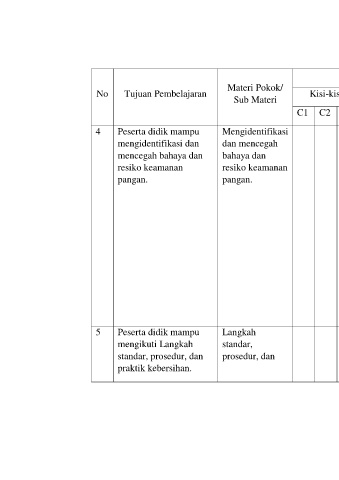 No
Tujuan Pembelajaran
Materi Pokok/
Sub Materi
Kisi-kis
C1
C2
4
Peserta didik mampu
mengidentifikasi dan
mencegah bahaya dan
resiko keamanan
pangan.
Mengidentifikasi
dan mencegah
bahaya dan
resiko keamanan
pangan.
5
Peserta didik mampu
mengikuti Langkah
standar, prosedur, dan
praktik kebersihan.
Langkah
standar,
prosedur, dan